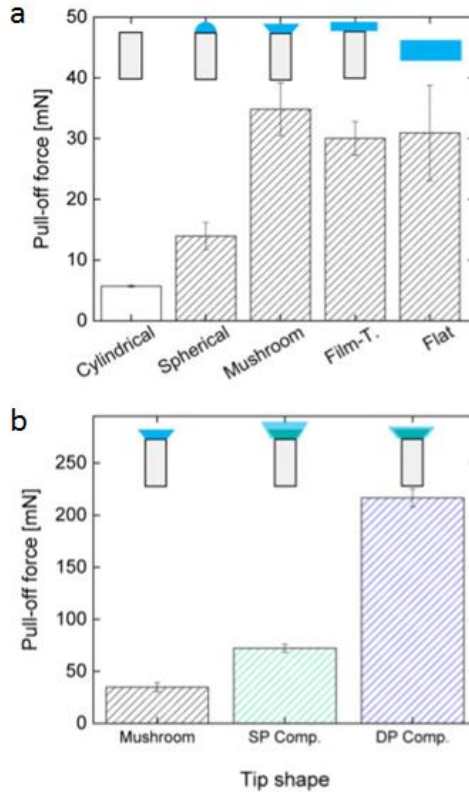 a
Pull-off force [mN]
50
40
30
20
10
0
Cylindrical
Spherical
Mushroom
Film-T.
Flat
b
Pull-off force [mN]
250
200
150
100
50
0
Mushroom
SP Comp.
DP Comp.
Tip shape